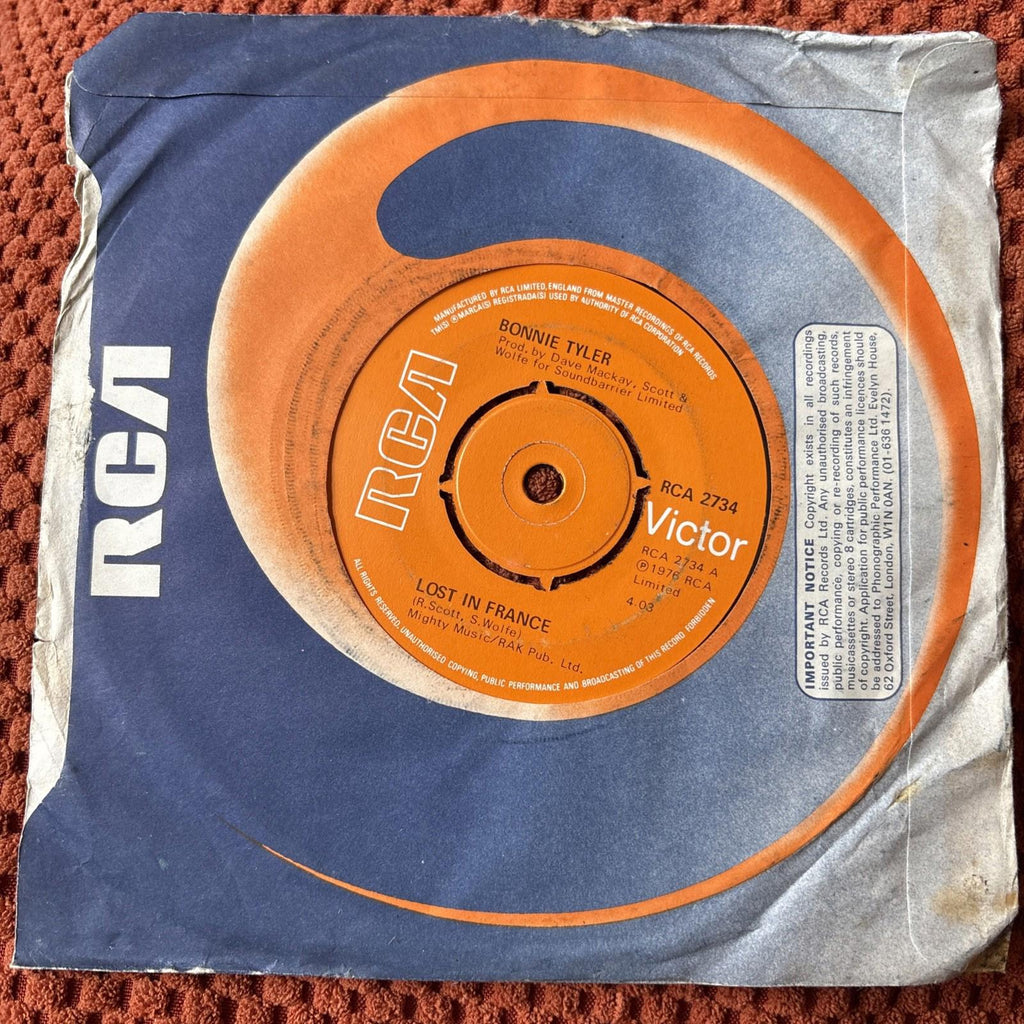 RCA
MANUFACTURED BY RCA LIMITED, ENGLAND FROM MASTER RECORDINGS OF RCA RECORDS
TM(S) ® MARCA(S) REGISTRADA(S) USED BY AUTHORITY OF RCA CORPORATION
BONNIE TYLER
Prod. by Dave Mackay, Scott &
Wolfe for Soundbarrier Limited
RCA
RCA 2734
Victor
RCA 2734 A
Ⓟ1976 RCA
Limited
4.03
LOST IN FRANCE
(R.Scott, S.Wolfe)
Mighty Music/RAK Pub. Ltd.
ALL RIGHTS RESERVED. UNAUTHORISED COPYING, PUBLIC PERFORMANCE AND BROADCASTING OF THIS RECORD FORBIDDEN
IMPORTANT NOTICE Copyright exists in all recordings
issued by RCA Records Ltd. Any unauthorised broadcasting,
public performance, copying or re-recording of such records,
musicassettes or stereo 8 cartridges, constitutes an infringement
of copyright. Application for public performance licences should
be addressed to Phonographic Performance Ltd. Evelyn House,
62 Oxford Street, London, W1N 0AN. (01-636 1472).